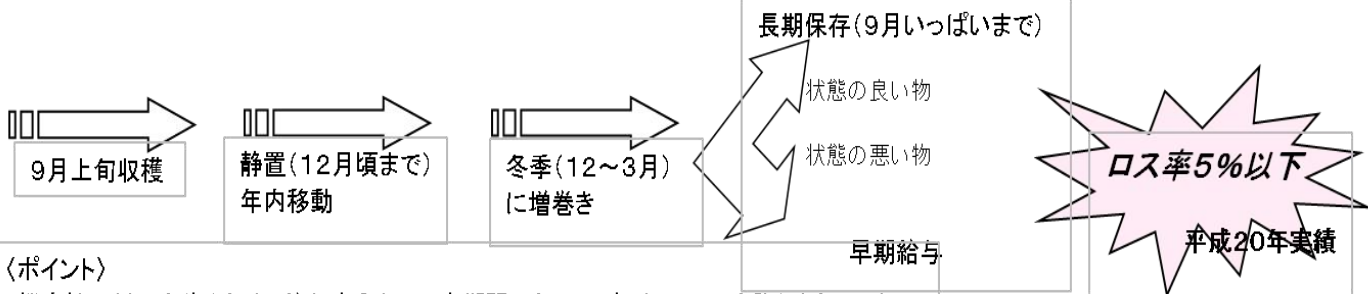 9月上旬収穫
静置(12月頃まで)
年内移動
冬季(12～3月)
に増巻き
長期保存(9月いっぱいまで)
状態の良い物
状態の悪い物
早期給与
ロス率5%以下
平成20年実績
〈ポイント〉